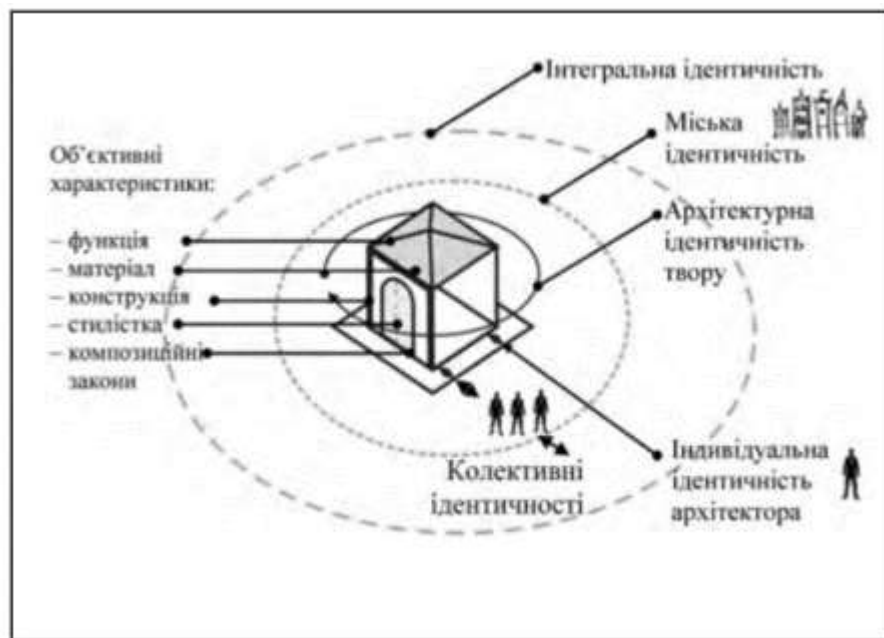 Інтегральна ідентичність
Міська
ідентичність
Об’єктивні
характеристики:
Архітектурна
ідентичність
твору
– функція
– матеріал
– конструкція
– стилістка
– композиційні
закони
Колективні
ідентичності
Індивідуальна
ідентичність
архітектора